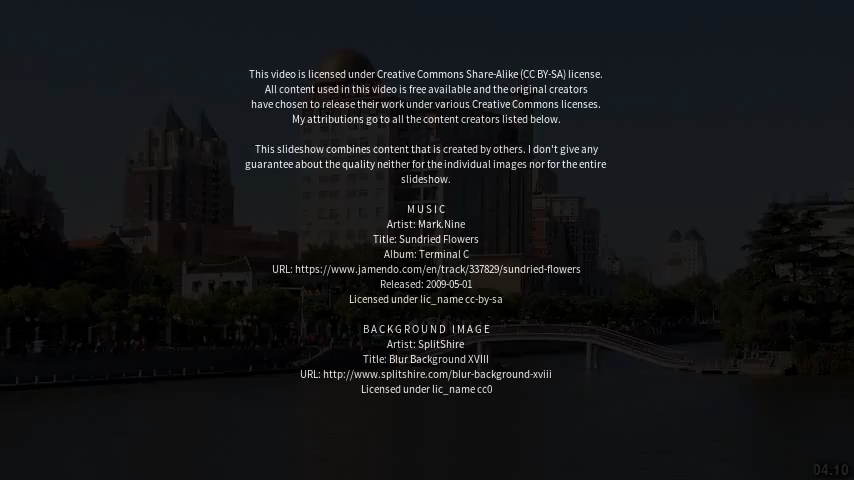 This video is licensed under Creative Commons Share-Alike (CC BY-SA) license.
All content used in this video is free available and the original creators
have chosen to release their work under various Creative Commons licenses.
My attributions go to all the content creators listed below.
This slideshow combines content that is created by others. I don't give any
guarantee about the quality neither for the individual images nor for the entire
slideshow.
MUSIC
Artist: Mark.Nine
Title: Sundried Flowers
Album: Terminal C
URL: https://www.jamendo.com/en/track/337829/sundried-flowers
Released: 2009-05-01
Licensed under lic_name cc-by-sa
BACKGROUND IMAGE
Artist: SplitShire
Title: Blur Background XVIII
URL: http://www.splitshire.com/blur-background-xviii
Licensed under lic_name cc0
04.10